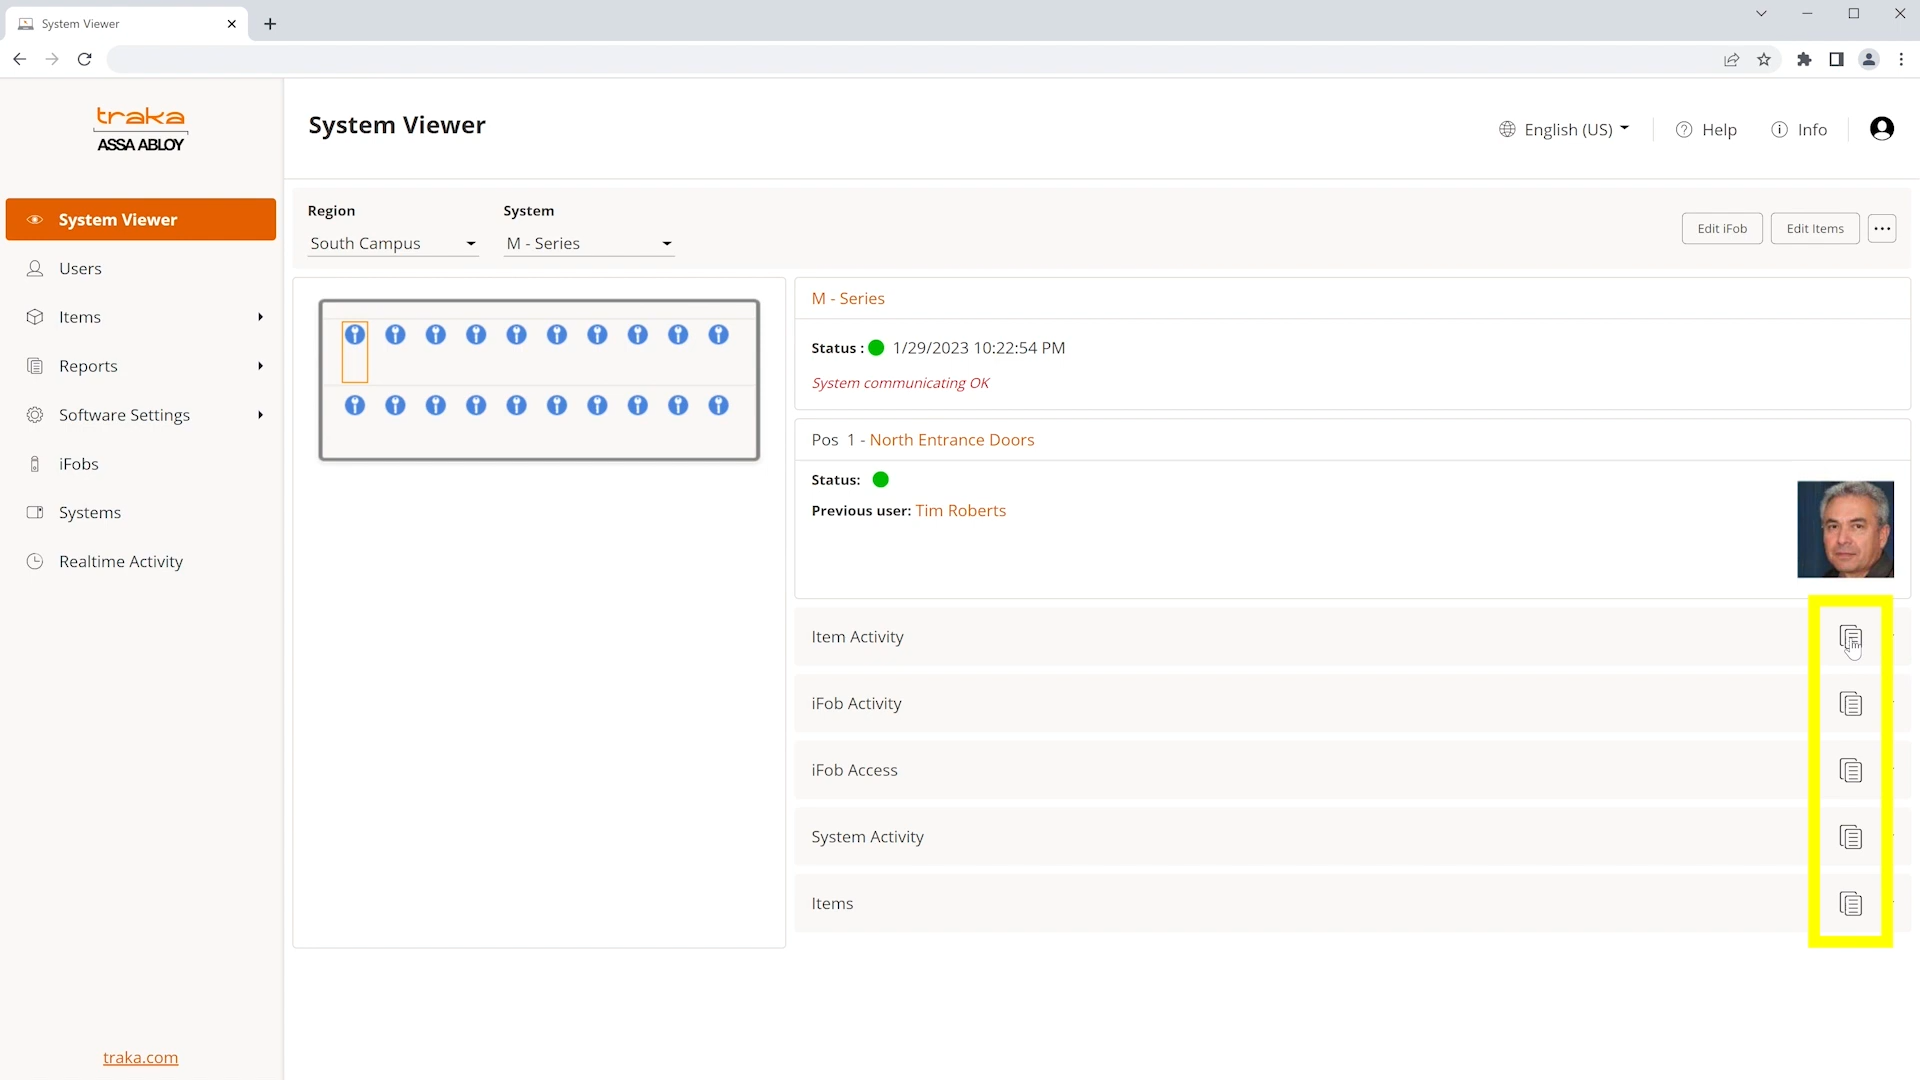 System Viewer
traka
ASSA ABLOY
System Viewer
English (US)
Help
Info
System Viewer
Users
Items
Reports
Software Settings
iFobs
Systems
Realtime Activity
traka.com
Region
South Campus
System
M - Series
Edit iFob
Edit Items
M - Series
Status : 1/29/2023 10:22:54 PM
System communicating OK
Pos 1 - North Entrance Doors
Status:
Previous user: Tim Roberts
Item Activity
iFob Activity
iFob Access
System Activity
Items